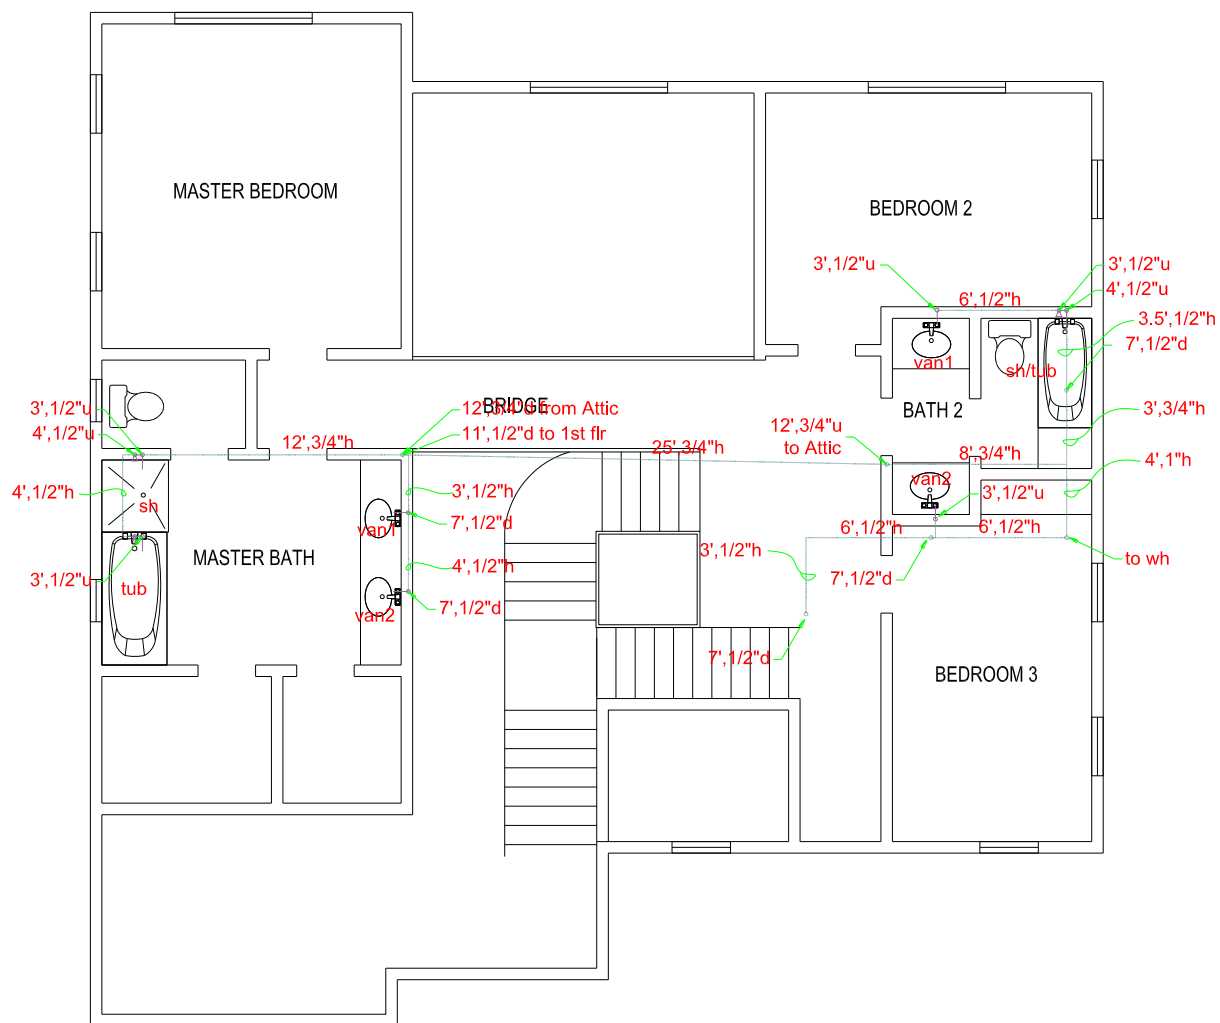 MASTER BEDROOM
BEDROOM 2
3',1/2"u
3',1/2"u
4',1/2"u
6',1/2"h
3.5',1/2"h
7',1/2"d
van1
sh/tub
3',1/2"u
BRIDGE
12',3/4"d from Attic
BATH 2
3',3/4"h
4',1/2"u
12',3/4"h
11',1/2"d to 1st flr
25',3/4"h
12',3/4"u
to Attic
8',3/4"h
4',1"h
4',1/2"h
sh
3',1/2"h
van2
3',1/2"u
van1
7',1/2"d
6',1/2"h
6',1/2"h
MASTER BATH
3',1/2"h
to wh
3',1/2"u
tub
4',1/2"h
7',1/2"d
van2
7',1/2"d
7',1/2"d
BEDROOM 3